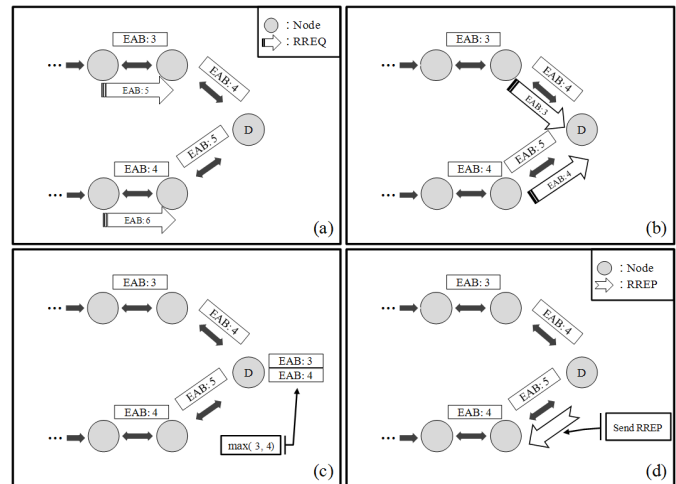 EAB: 3
: Node
: RREQ
...
EAB: 5
EAB: 4
D
EAB: 5
EAB: 4
...
EAB: 6
(a)
EAB: 3
...
EAB: 4
EAB: 3
D
EAB: 5
EAB: 4
...
EAB: 4
(b)
EAB: 3
...
EAB: 4
D
EAB: 3
EAB: 4
EAB: 5
EAB: 4
...
max( 3, 4)
(c)
EAB: 3
: Node
: RREP
...
EAB: 4
D
EAB: 5
EAB: 4
...
Send RREP
(d)